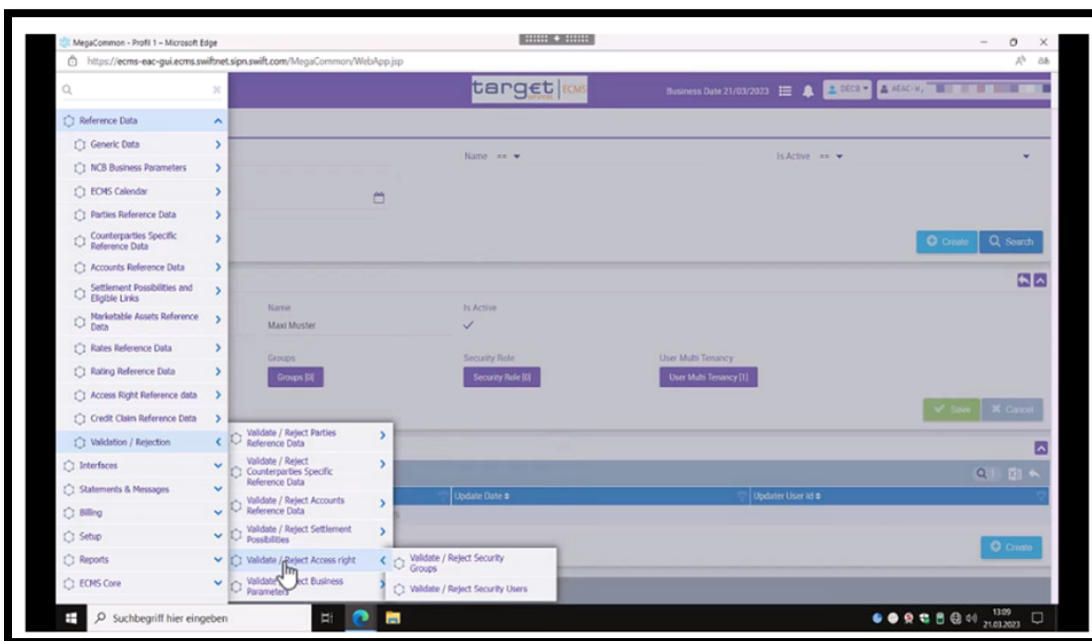 MegaCommon - Profil 1 – Microsoft Edge
https://ecms-eac-gui.ecms.swiftnet.sipn.swift.com/MegaCommon/WebApp.jsp
target | ECMS
services
Business Date 21/03/2023
DECB
Reference Data
Generic Data
NCB Business Parameters
ECMS Calendar
Parties Reference Data
Counterparties Specific
Reference Data
Accounts Reference Data
Settlement Possibilities and
Eligible Links
Marketable Assets Reference
Data
Rates Reference Data
Rating Reference Data
Access Right Reference data
Credit Claim Reference Data
Validation / Rejection
Interfaces
Statements & Messages
Billing
Setup
Reports
ECMS Core
Name ==
Is Active ==
Create
Search
Name
Is Active
Maxi Muster
Groups
Security Role
User Multi Tenancy
Groups [0]
Security Role [0]
User Multi Tenancy [1]
Save
Cancel
Validate / Reject Parties
Reference Data
Validate / Reject
Counterparties Specific
Reference Data
Validate / Reject Accounts
Reference Data
Validate / Reject Settlement
Possibilities
Validate / Reject Access right
Business
Parameters
Update Date
Updater User Id
Create
Validate / Reject Security
Groups
Validate / Reject Security Users
Suchbegriff hier eingeben
13:09
21.03.2023